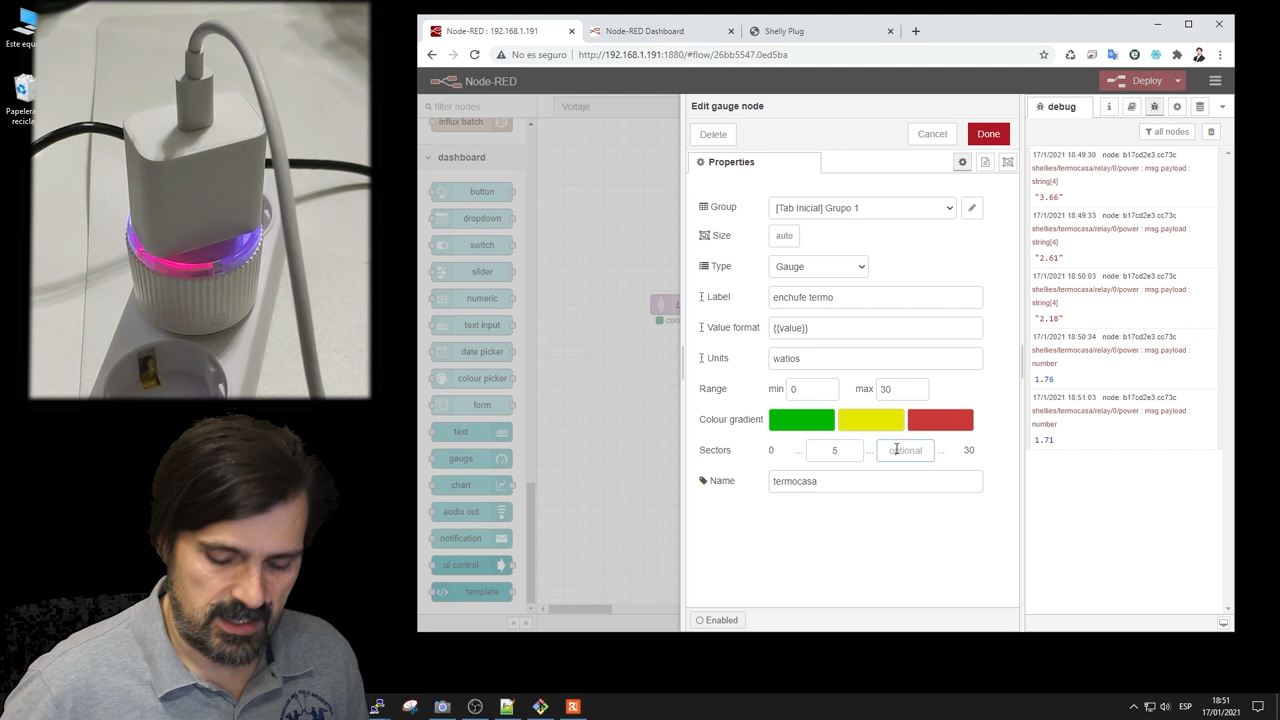 Este equ
Papelera
recicla
Node-RED : 192.168.1.191
Node-RED Dashboard
Shelly Plug
No es seguro
http://192.168.1.191:1880/#flow/26bb5547.0ed5ba
Node-RED
Deploy
filter nodes
Voltaje
influx batch
dashboard
button
dropdown
switch
slider
numeric
text input
date picker
colour picker
form
text
abc
gauge
chart
audio out
notification
ui control
template
Edit gauge node
Delete
Cancel
Done
Properties
Group
[Tab Inicial] Grupo 1
Size
auto
Type
Gauge
Label
enchufe termo
Value format
{{value}}
Units
watios
Range
min 0
max 30
Colour gradient
Sectors
0 ... 5 ... optional ... 30
Name
termocasa
Enabled
debug
all nodes
17/1/2021 18:49:30 node: b17cd2e3.cc73c
shellies/termocasa/relay/0/power : msg.payload :
string[4]
"3.66"
17/1/2021 18:49:33 node: b17cd2e3.cc73c
shellies/termocasa/relay/0/power : msg.payload :
string[4]
"2.61"
17/1/2021 18:50:03 node: b17cd2e3.cc73c
shellies/termocasa/relay/0/power : msg.payload :
string[4]
"2.18"
17/1/2021 18:50:34 node: b17cd2e3.cc73c
shellies/termocasa/relay/0/power : msg.payload :
number
1.76
17/1/2021 18:51:03 node: b17cd2e3.cc73c
shellies/termocasa/relay/0/power : msg.payload :
number
1.71
ESP
18:51
17/01/2021